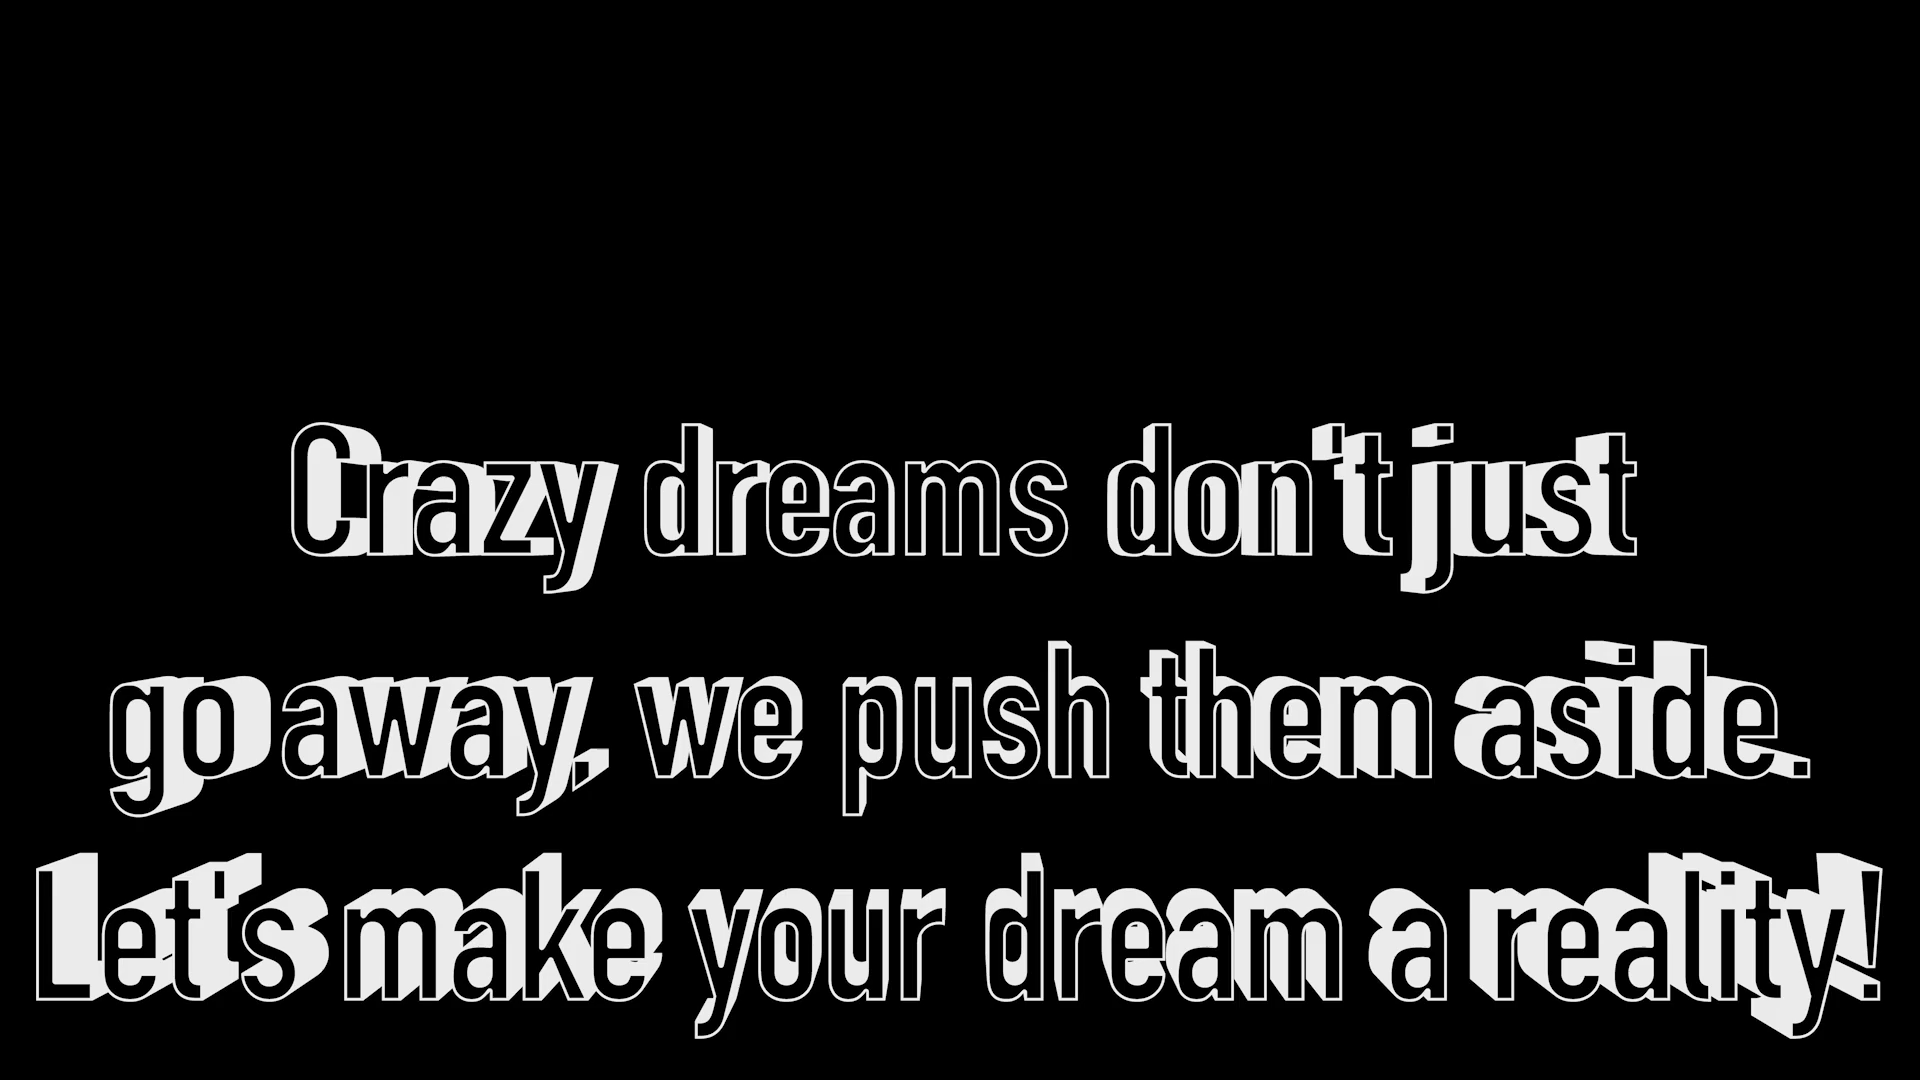 Crazy dreams don't just
go away, we push them aside.
Let's make your dream a reality!